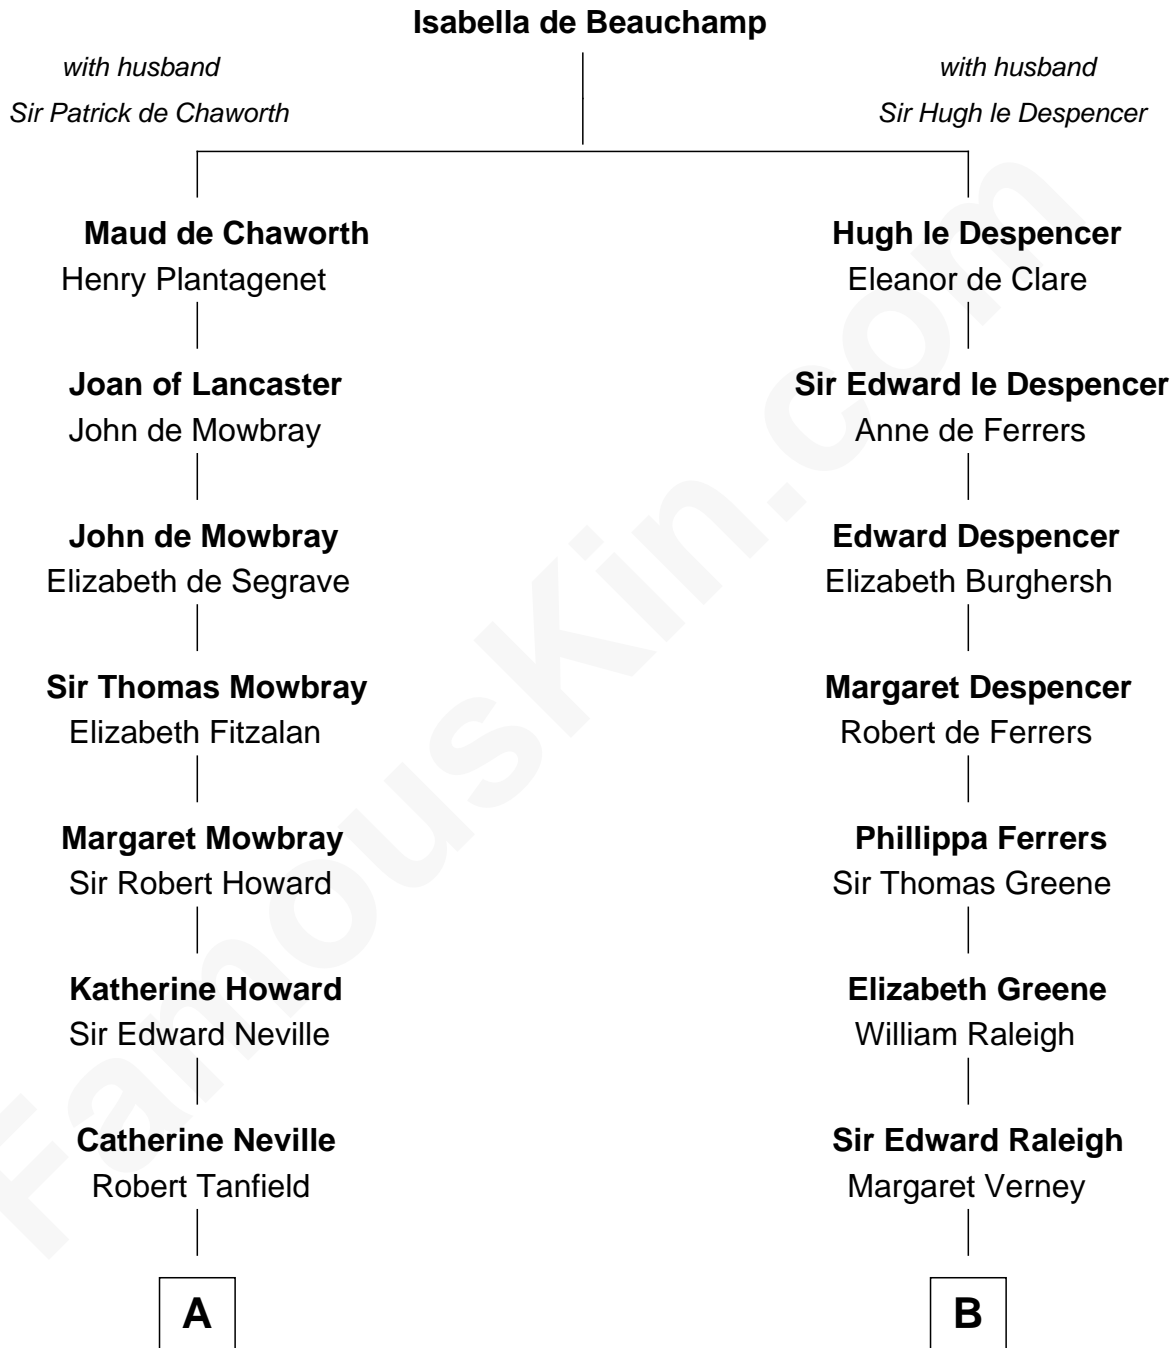 Isabella de Beauchamp
with husband
Sir Patrick de Chaworth
with husband
Sir Hugh le Despencer
Maud de Chaworth
Henry Plantagenet
Hugh le Despencer
Eleanor de Clare
Joan of Lancaster
John de Mowbray
Sir Edward le Despencer
Anne de Ferrers
John de Mowbray
Elizabeth de Segrave
Edward Despencer
Elizabeth Burghersh
Sir Thomas Mowbray
Elizabeth Fitzalan
Margaret Despencer
Robert de Ferrers
Margaret Mowbray
Sir Robert Howard
Phillippa Ferrers
Sir Thomas Greene
Katherine Howard
Sir Edward Neville
Elizabeth Greene
William Raleigh
Catherine Neville
Robert Tanfield
Sir Edward Raleigh
Margaret Verney
A
B
FamousKin.com